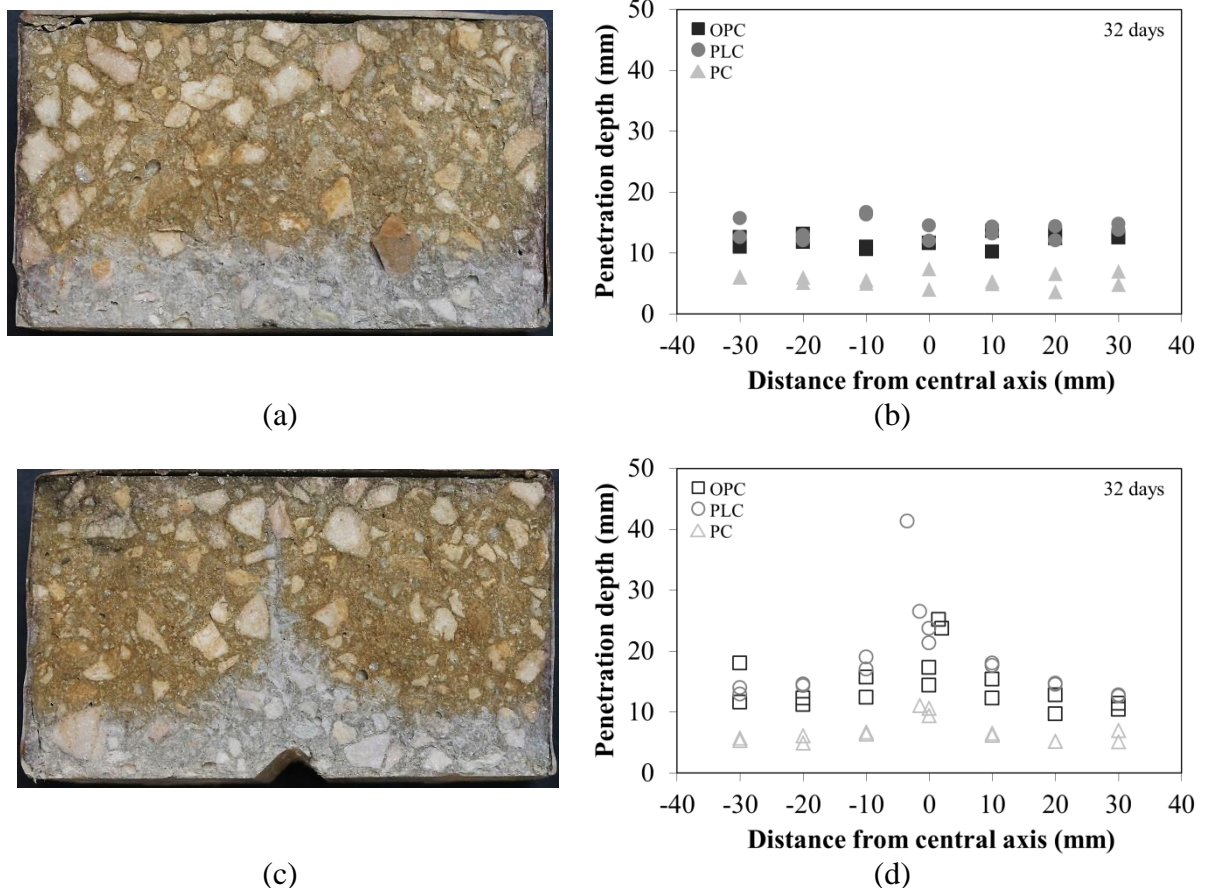 50
40
30
20
10
0
Penetration depth (mm)
OPC
PLC
PC
32 days
-40 -30 -20 -10 0 10 20 30 40
Distance from central axis (mm)
(a)
(b)
50
40
30
20
10
0
Penetration depth (mm)
OPC
PLC
PC
32 days
-40 -30 -20 -10 0 10 20 30 40
Distance from central axis (mm)
(c)
(d)